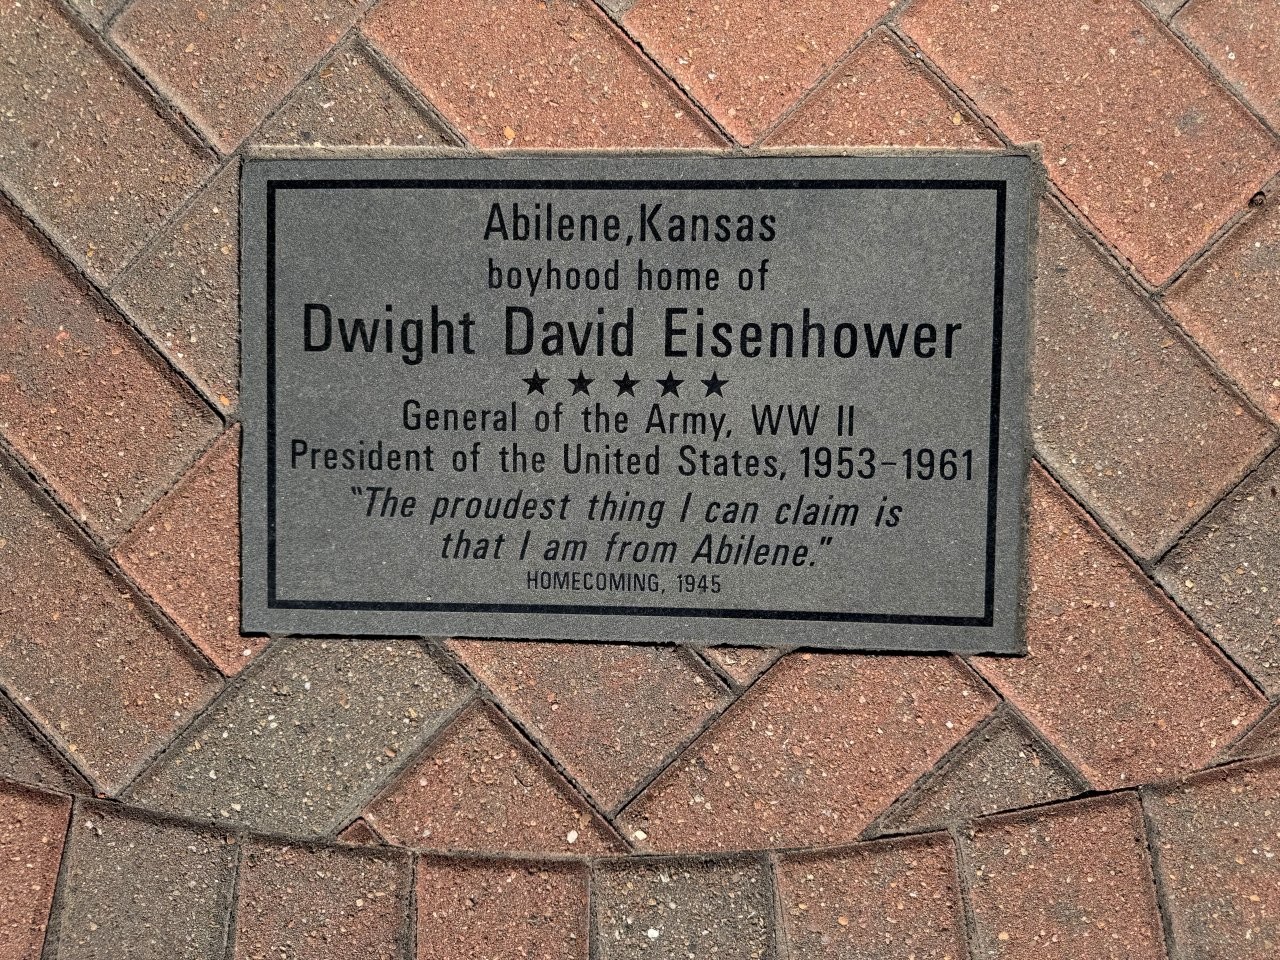 Abilene, Kansas
boyhood home of
Dwight David Eisenhower
★ ★ ★ ★ ★
General of the Army, WW II
President of the United States, 1953-1961
"The proudest thing I can claim is
that I am from Abilene."
HOMECOMING, 1945